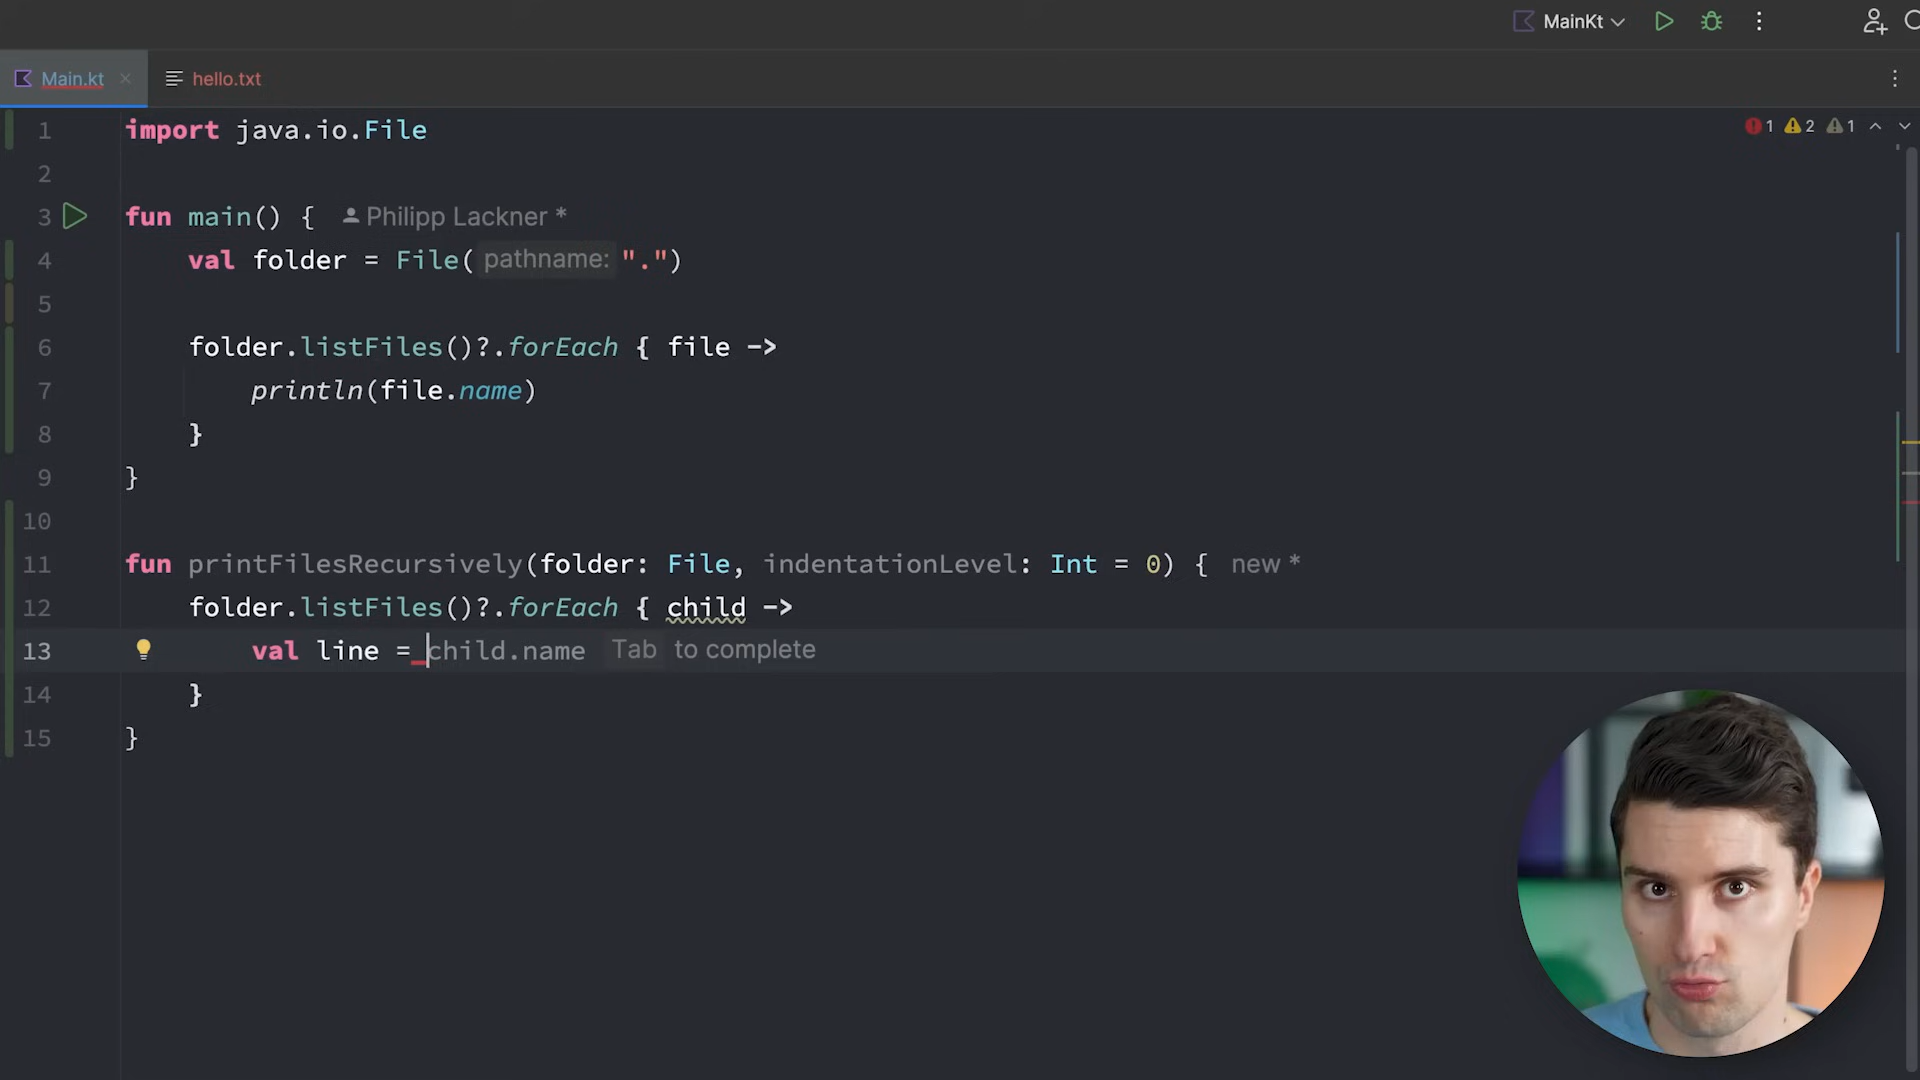 MainKt
Main.kt
hello.txt
1 2 1
1 import java.io.File
2
3 fun main() { Philipp Lackner *
4 val folder = File( pathname: ".")
5
6 folder.listFiles()?.forEach { file ->
7 println(file.name)
8 }
9 }
10
11 fun printFilesRecursively(folder: File, indentationLevel: Int = 0) { new *
12 folder.listFiles()?.forEach { child ->
13 val line = child.name Tab to complete
14 }
15 }